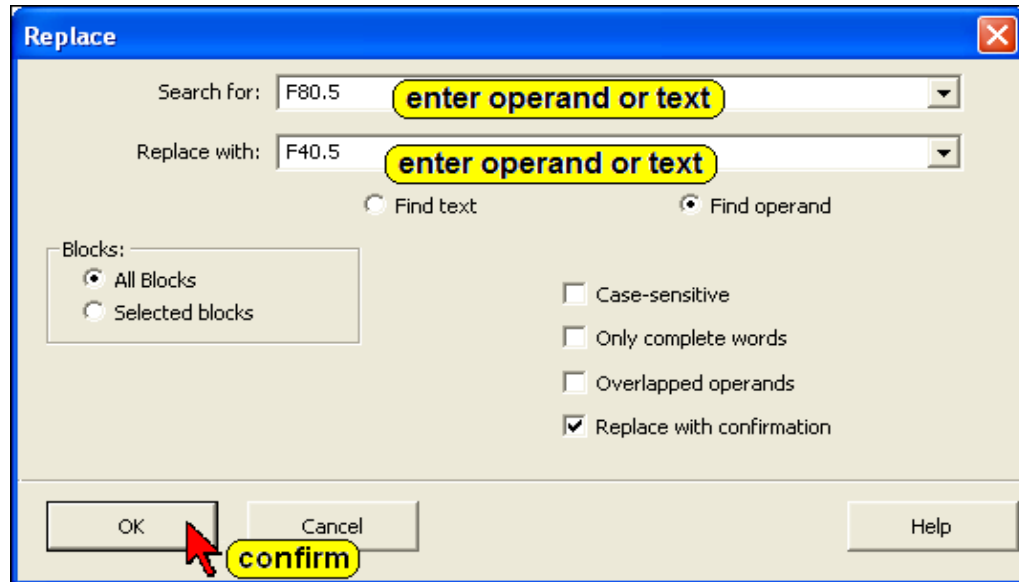 Replace
Search for: F80.5 enter operand or text
Replace with: F40.5 enter operand or text
Find text Find operand
Blocks:
All Blocks
Selected blocks
Case-sensitive
Only complete words
Overlapped operands
Replace with confirmation
OK Cancel Help
confirm